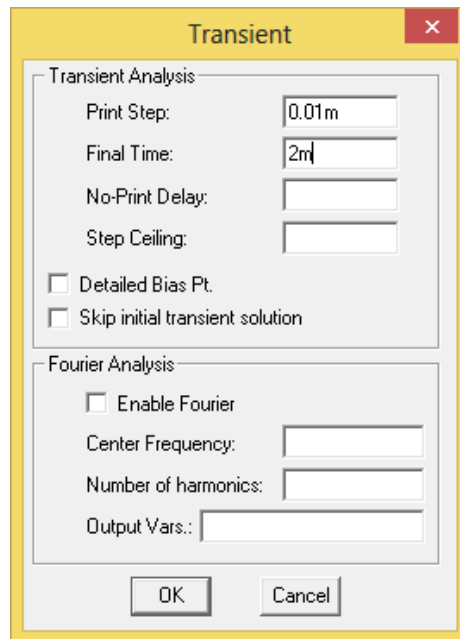 Transient
Transient Analysis
Print Step: 0.01m
Final Time: 2m
No-Print Delay:
Step Ceiling:
Detailed Bias Pt.
Skip initial transient solution
Fourier Analysis
Enable Fourier
Center Frequency:
Number of harmonics:
Output Vars.:
OK Cancel